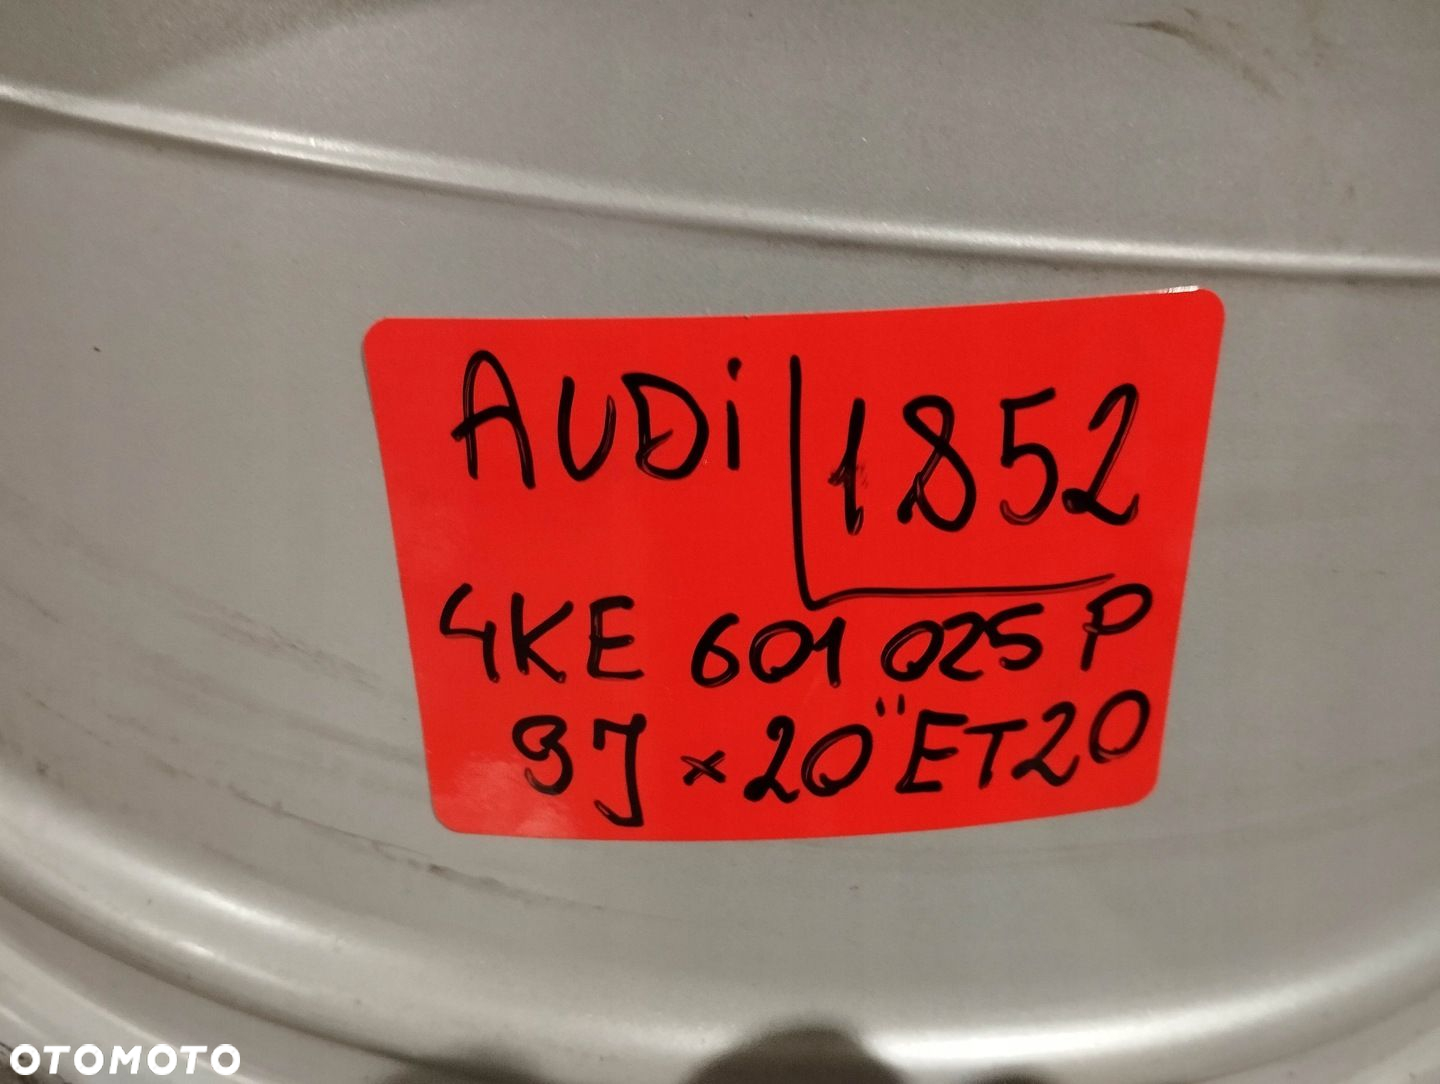 AUDi 1852
4KE 601 025 P
9J x 20" ET20
OTOMOTO